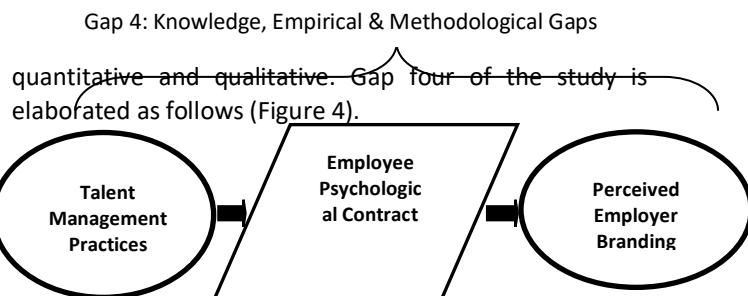 Gap 4: Knowledge, Empirical & Methodological Gaps
quantitative and qualitative. Gap four of the study is
elaborated as follows (Figure 4).
Talent
Management
Practices
Employee
Psychologic
al Contract
Perceived
Employer
Branding